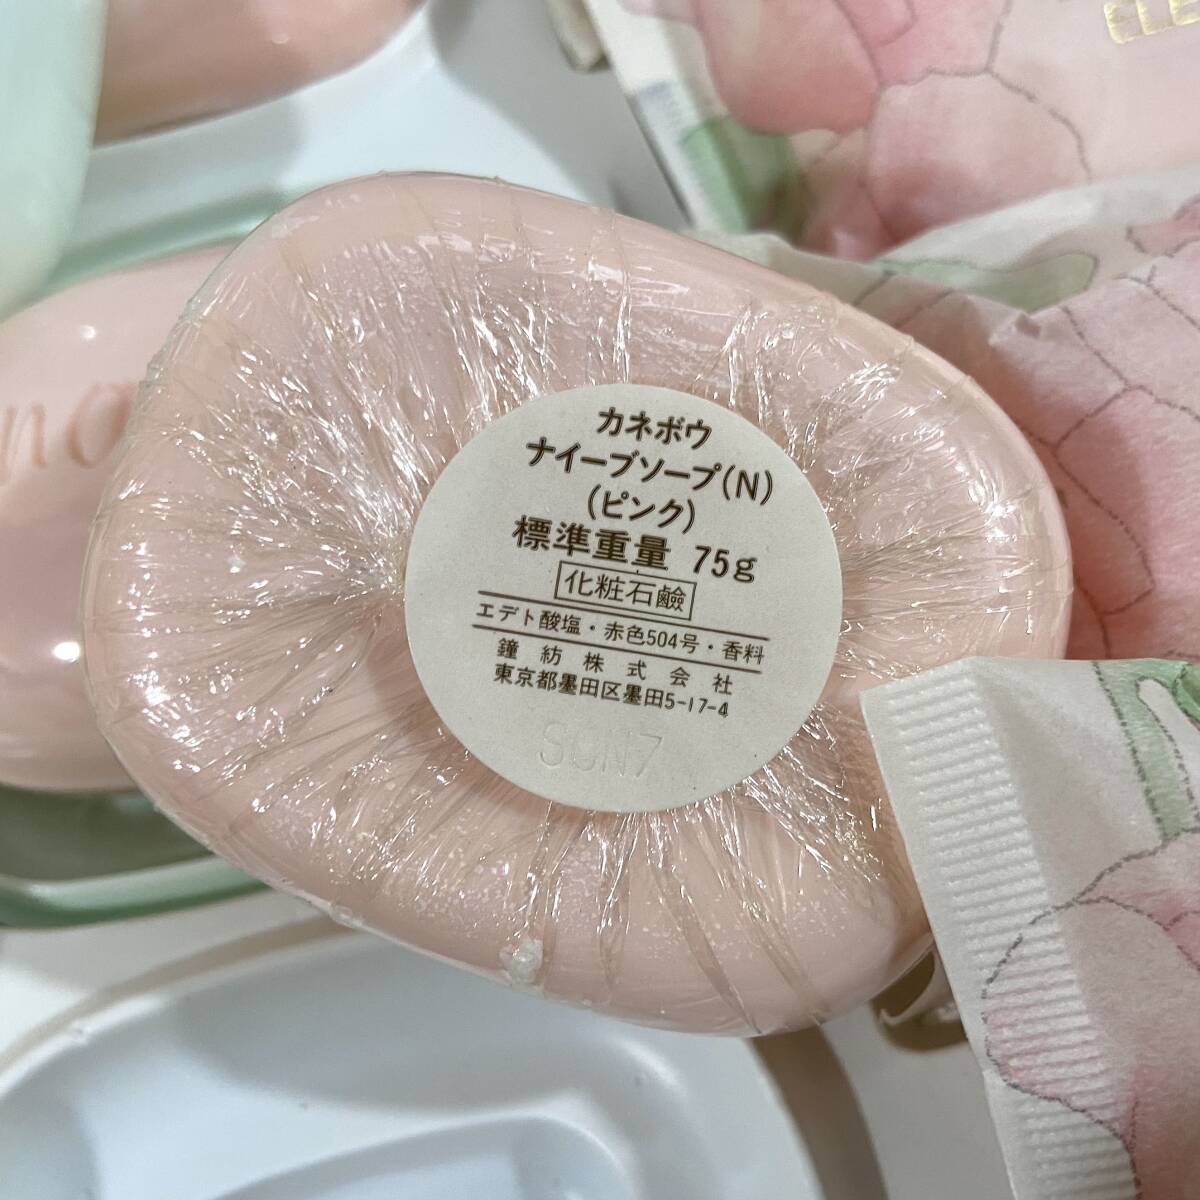 カネボウ
ナイーブソープ(N)
(ピンク)
標準重量 75g
化粧石鹸
エデト酸塩・赤色504号・香料
鐘紡株式会社
東京都墨田区墨田5-17-4